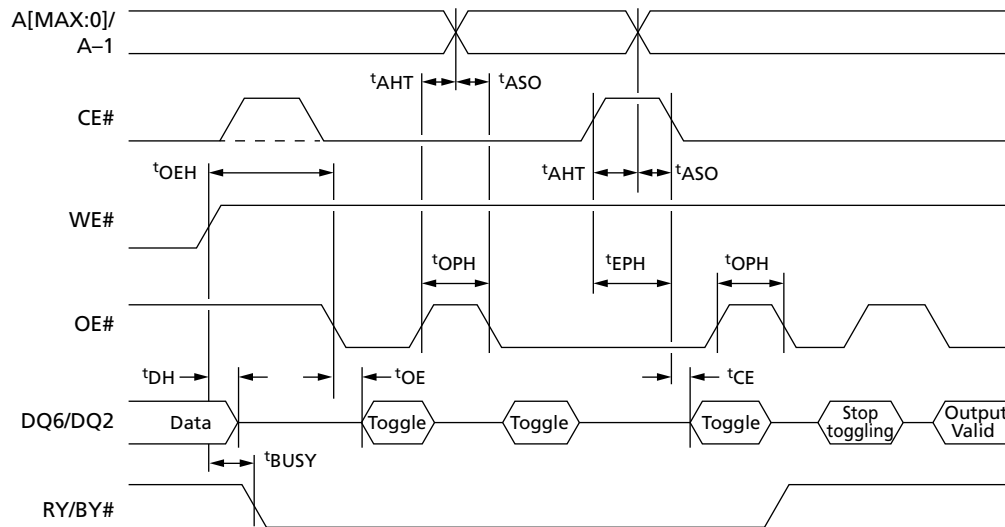 A[MAX:0]/
A–1
tAHT
tASO
CE#
tOEH
tAHT
tASO
WE#
tOPH
tEPH
tOPH
OE#
tDH
tOE
tCE
DQ6/DQ2
Data
Toggle
Toggle
Toggle
Stop
toggling
Output
Valid
tBUSY
RY/BY#